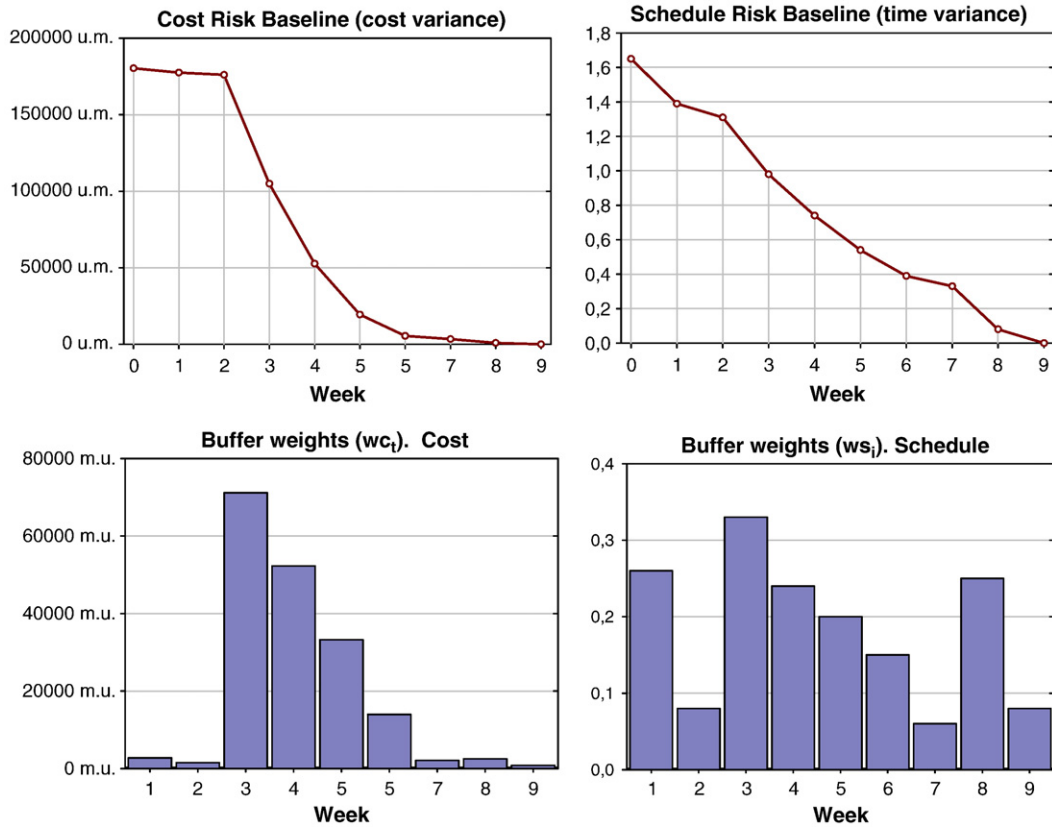 Cost Risk Baseline (cost variance)
200000 u.m.
150000 u.m.
100000 u.m.
50000 u.m.
0 u.m.
0 1 2 3 4 5 5 7 8 9
Week
Schedule Risk Baseline (time variance)
1,8
1,6
1,4
1,2
1,0
0,8
0,6
0,4
0,2
0,0
0 1 2 3 4 5 6 7 8 9
Week
Buffer weights (wcₜ). Cost
80000 m.u.
60000 m.u.
40000 m.u.
20000 m.u.
0 m.u.
1 2 3 4 5 5 7 8 9
Week
Buffer weights (wsᵢ). Schedule
0,4
0,3
0,2
0,1
0,0
1 2 3 4 5 6 7 8 9
Week